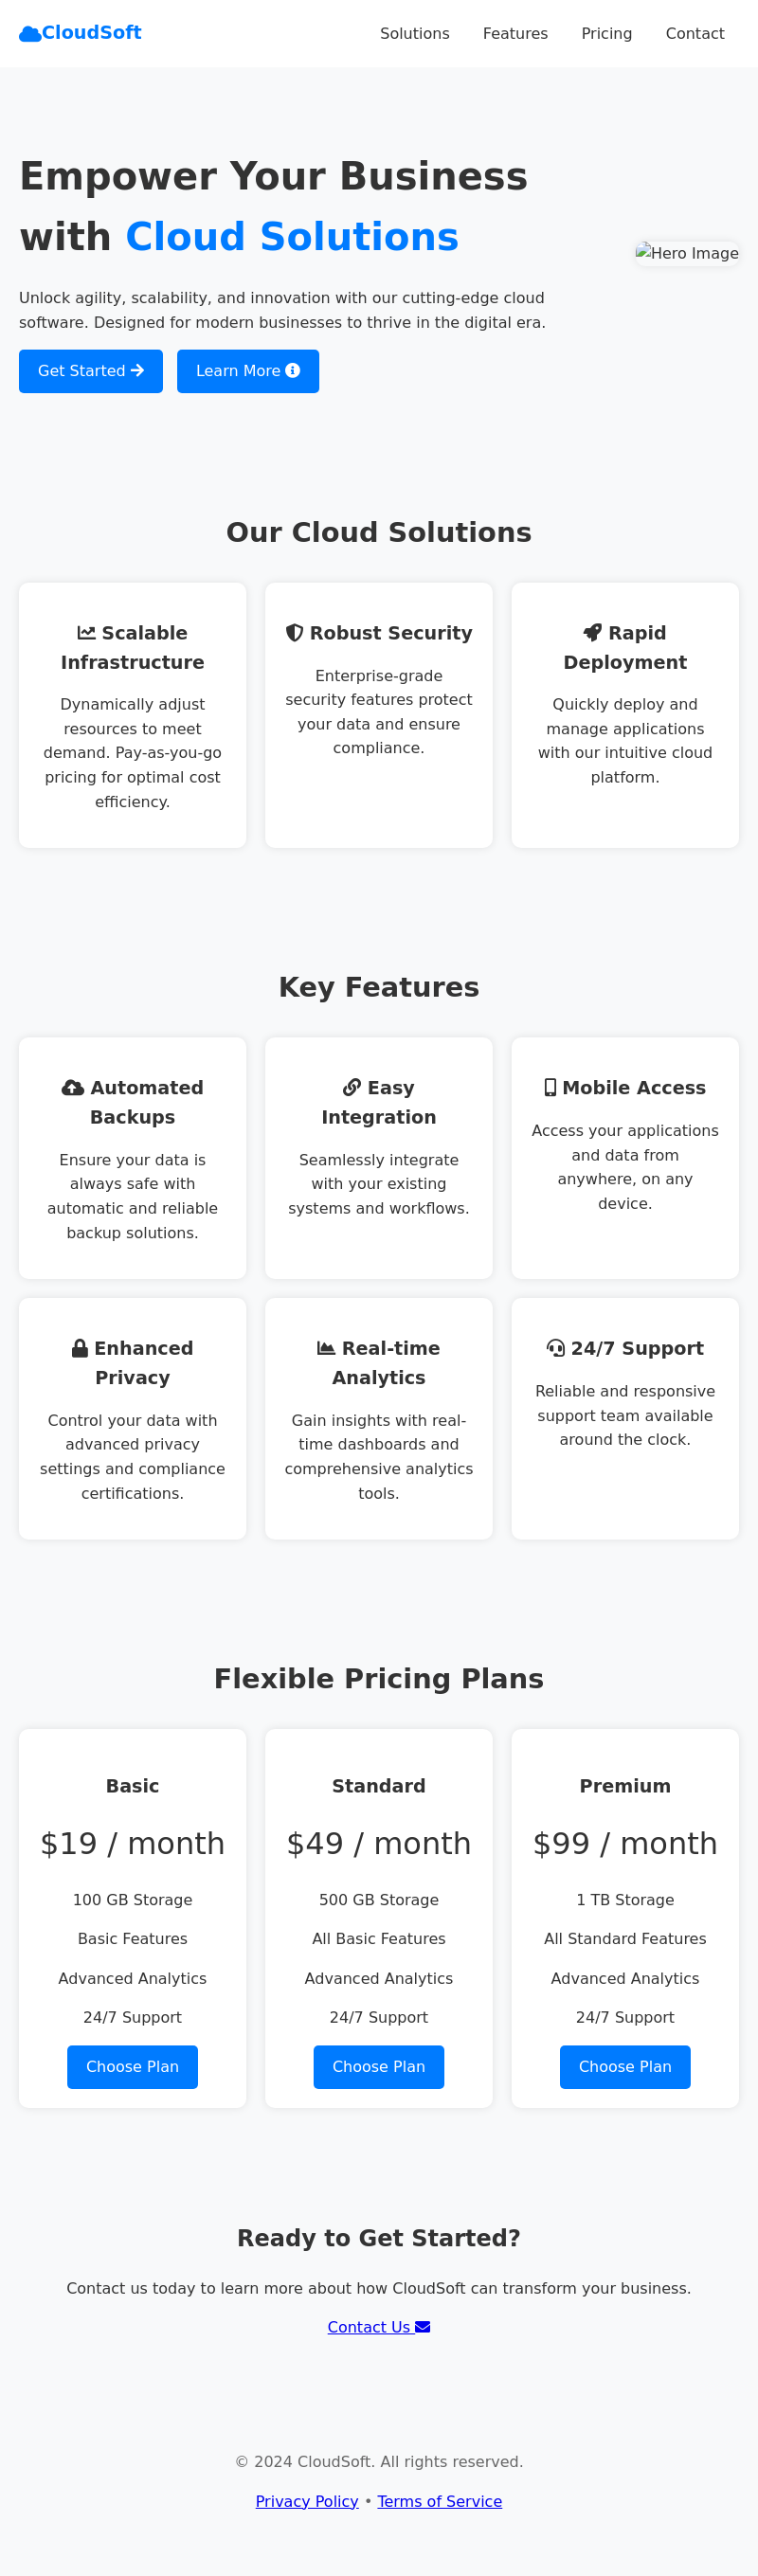 CloudSoft
Solutions
Features
Pricing
Contact
Empower Your Business
with Cloud Solutions
Unlock agility, scalability, and innovation with our cutting-edge cloud
software. Designed for modern businesses to thrive in the digital era.
Get Started
Learn More
Hero Image
Our Cloud Solutions
Scalable
Infrastructure
Dynamically adjust
resources to meet
demand. Pay-as-you-go
pricing for optimal cost
efficiency.
Robust Security
Enterprise-grade
security features protect
your data and ensure
compliance.
Rapid
Deployment
Quickly deploy and
manage applications
with our intuitive cloud
platform.
Key Features
Automated
Backups
Ensure your data is
always safe with
automatic and reliable
backup solutions.
Easy
Integration
Seamlessly integrate
with your existing
systems and workflows.
Mobile Access
Access your applications
and data from
anywhere, on any
device.
Enhanced
Privacy
Control your data with
advanced privacy
settings and compliance
certifications.
Real-time
Analytics
Gain insights with real-
time dashboards and
comprehensive analytics
tools.
24/7 Support
Reliable and responsive
support team available
around the clock.
Flexible Pricing Plans
Basic
$19 / month
100 GB Storage
Basic Features
Advanced Analytics
24/7 Support
Choose Plan
Standard
$49 / month
500 GB Storage
All Basic Features
Advanced Analytics
24/7 Support
Choose Plan
Premium
$99 / month
1 TB Storage
All Standard Features
Advanced Analytics
24/7 Support
Choose Plan
Ready to Get Started?
Contact us today to learn more about how CloudSoft can transform your business.
Contact Us
© 2024 CloudSoft. All rights reserved.
Privacy Policy • Terms of Service